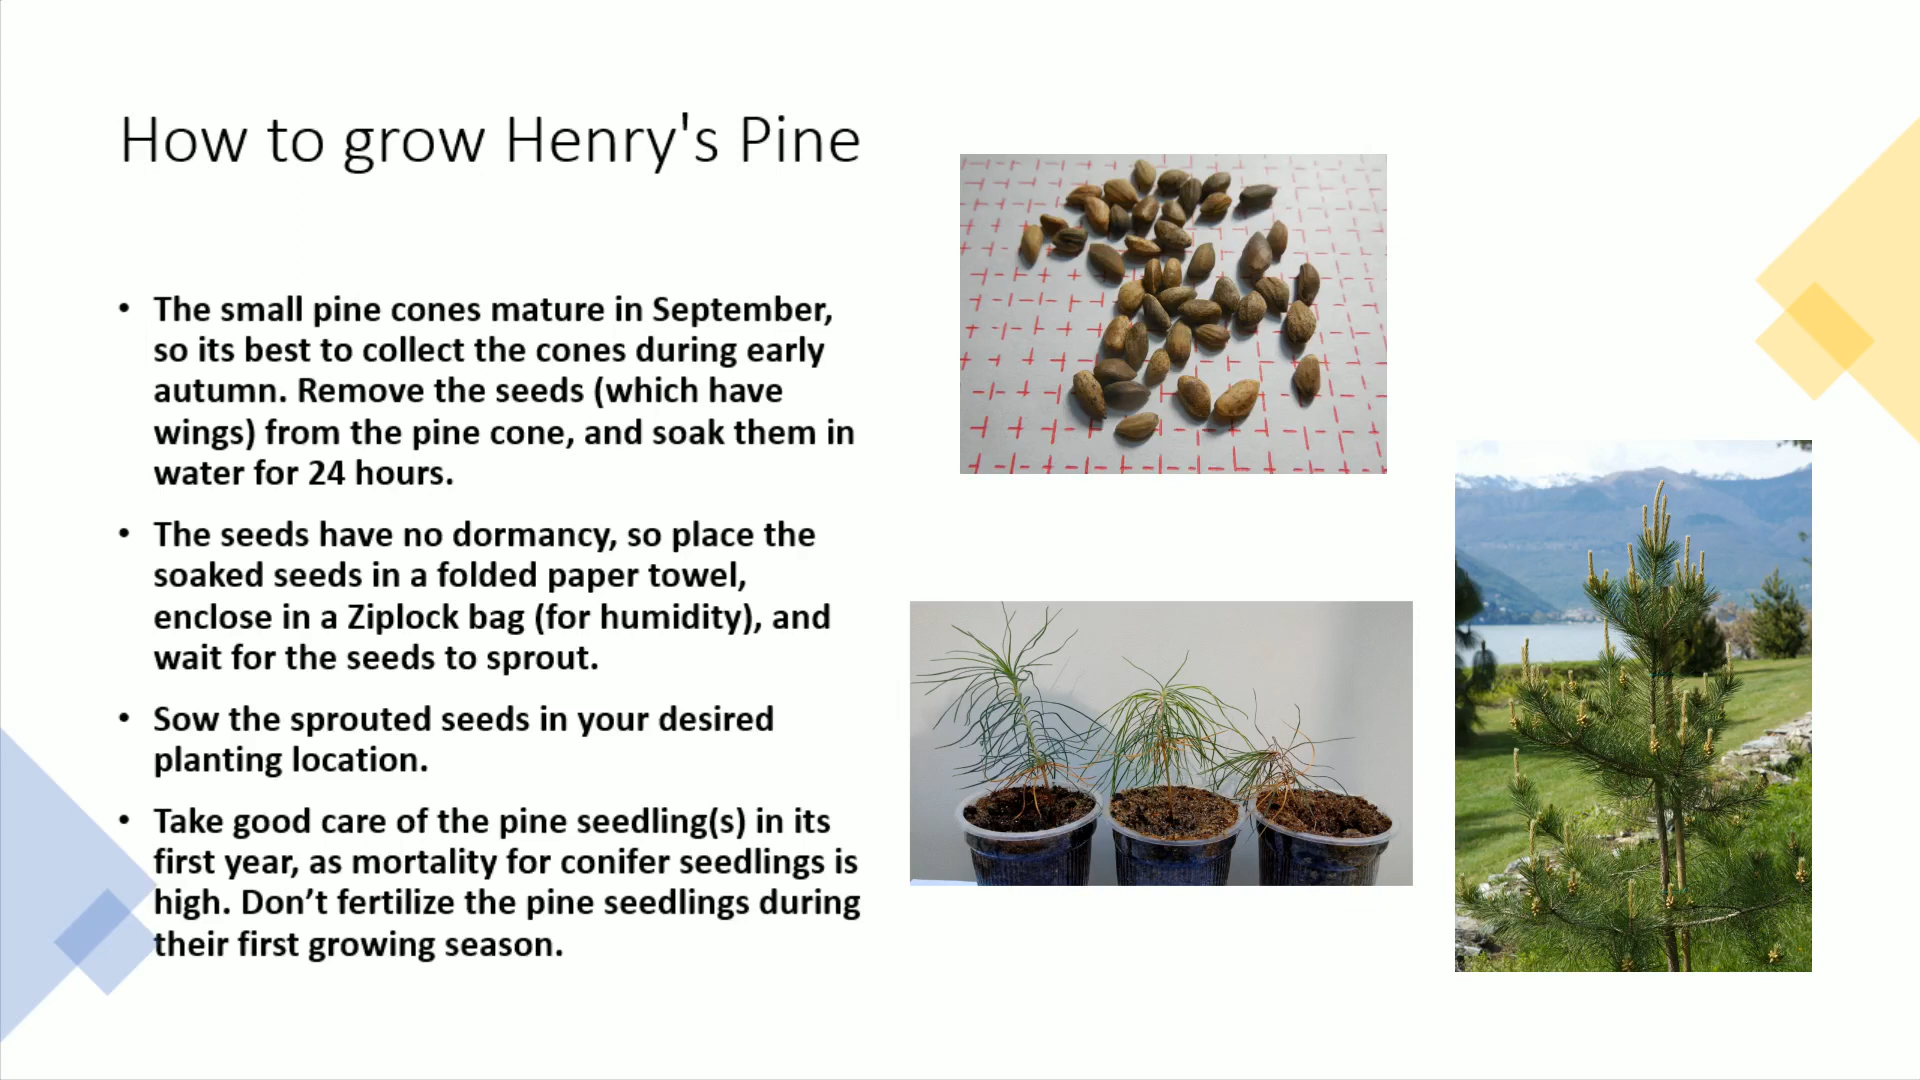 How to grow Henry's Pine
• The small pine cones mature in September,
so its best to collect the cones during early
autumn. Remove the seeds (which have
wings) from the pine cone, and soak them in
water for 24 hours.
• The seeds have no dormancy, so place the
soaked seeds in a folded paper towel,
enclose in a Ziplock bag (for humidity), and
wait for the seeds to sprout.
• Sow the sprouted seeds in your desired
planting location.
• Take good care of the pine seedling(s) in its
first year, as mortality for conifer seedlings is
high. Don’t fertilize the pine seedlings during
their first growing season.